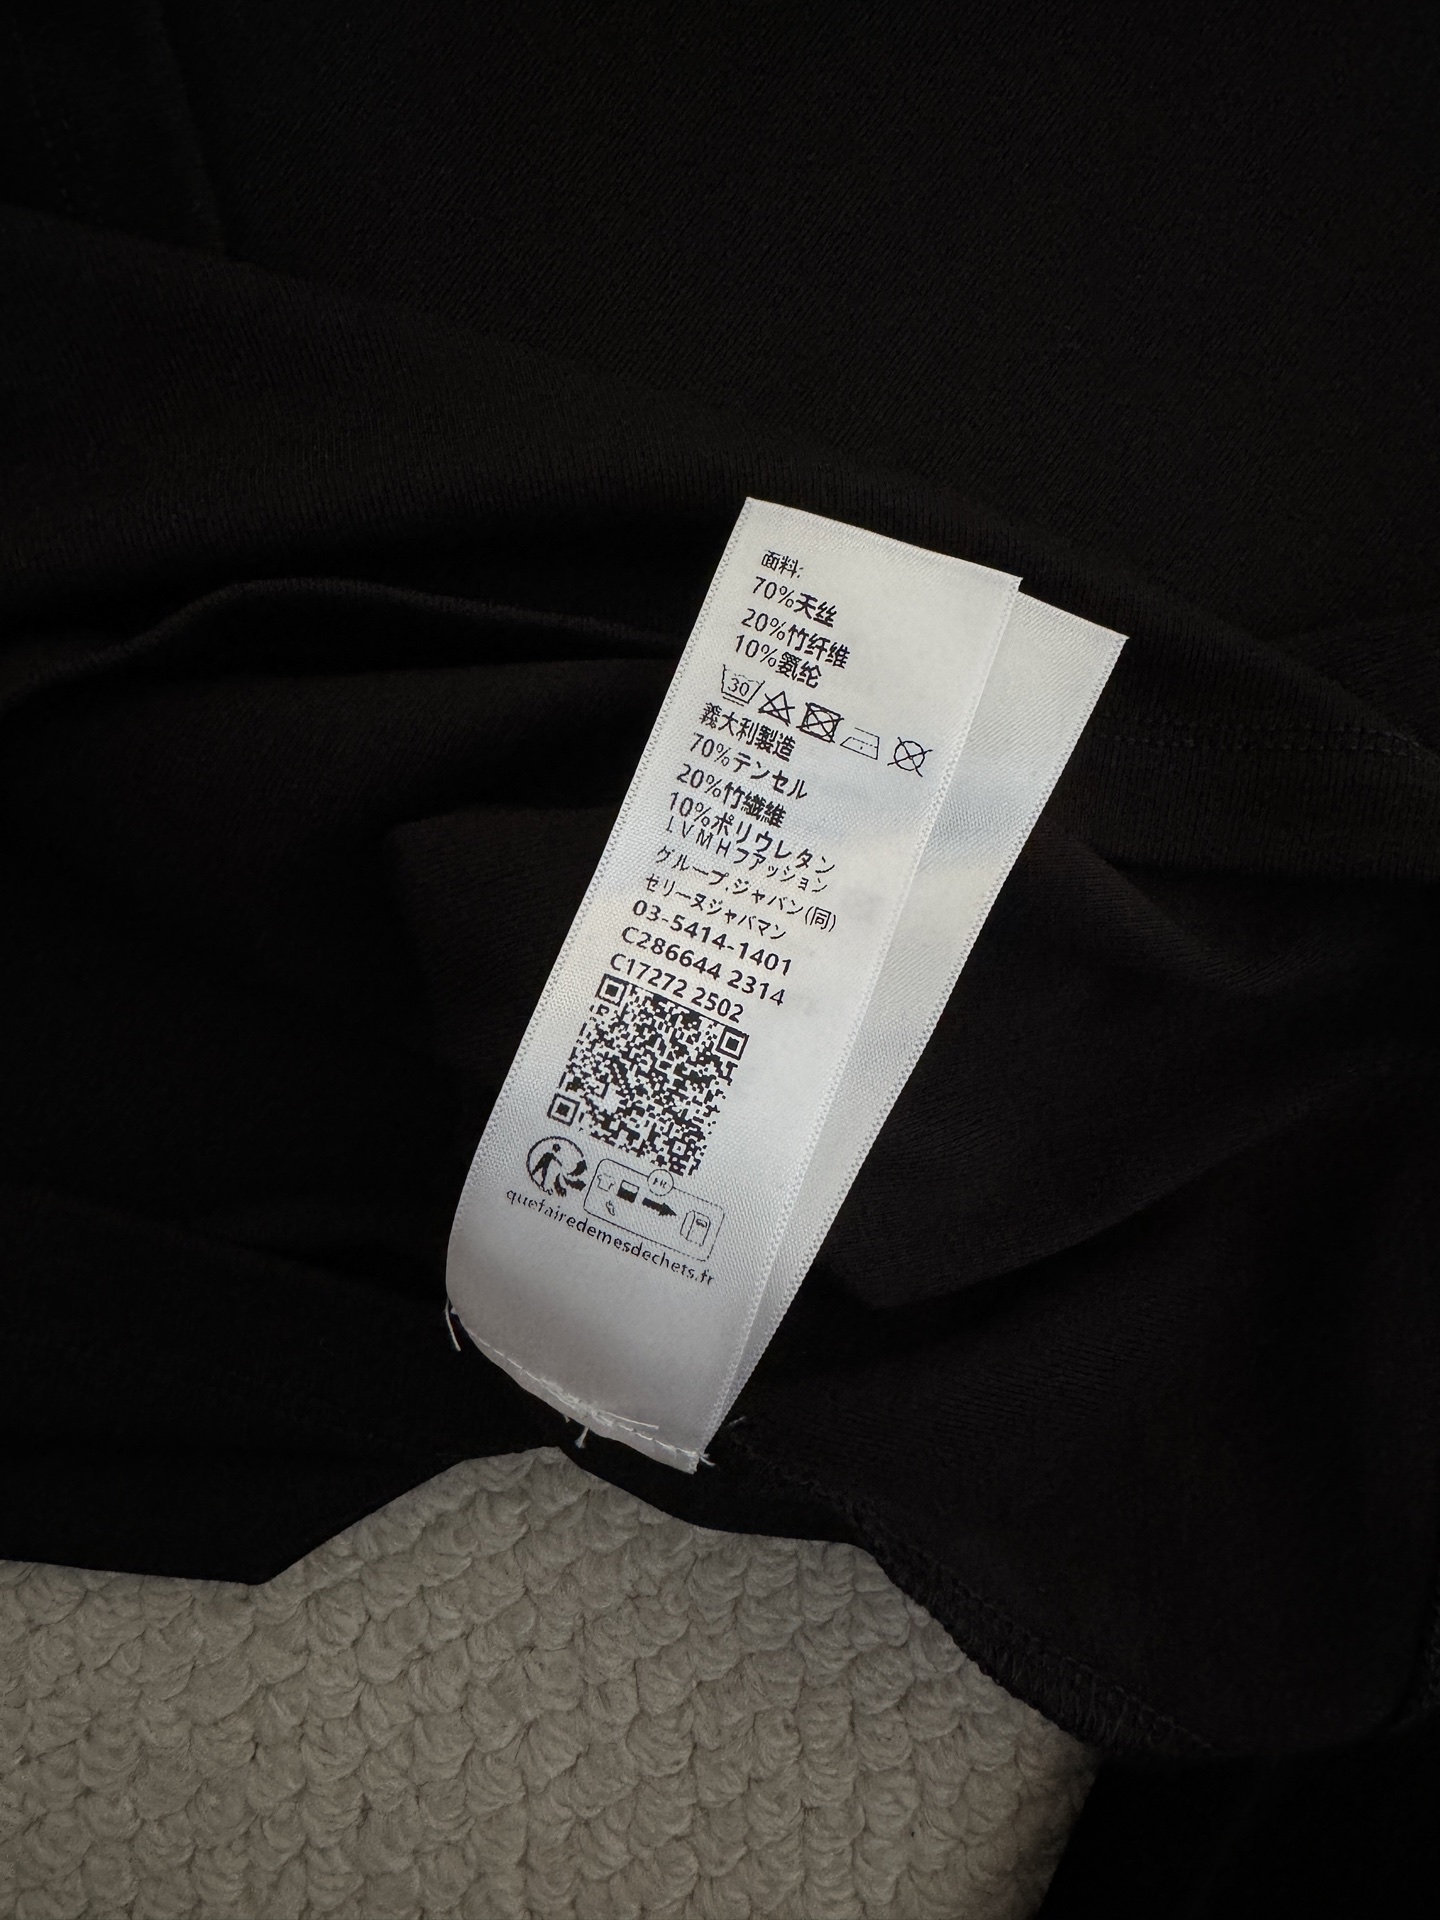 面料:
70%天丝
20%竹纤维
10%氨纶
30
義大利製造
70%テンセル
20%竹繊維
10%ポリウレタン
LVMHファッション
グループ.ジャパン(同)
セリーヌジャパマン
03-5414-1401
C286644 2314
C17272 2502
FR
quefairedemesdechets.fr